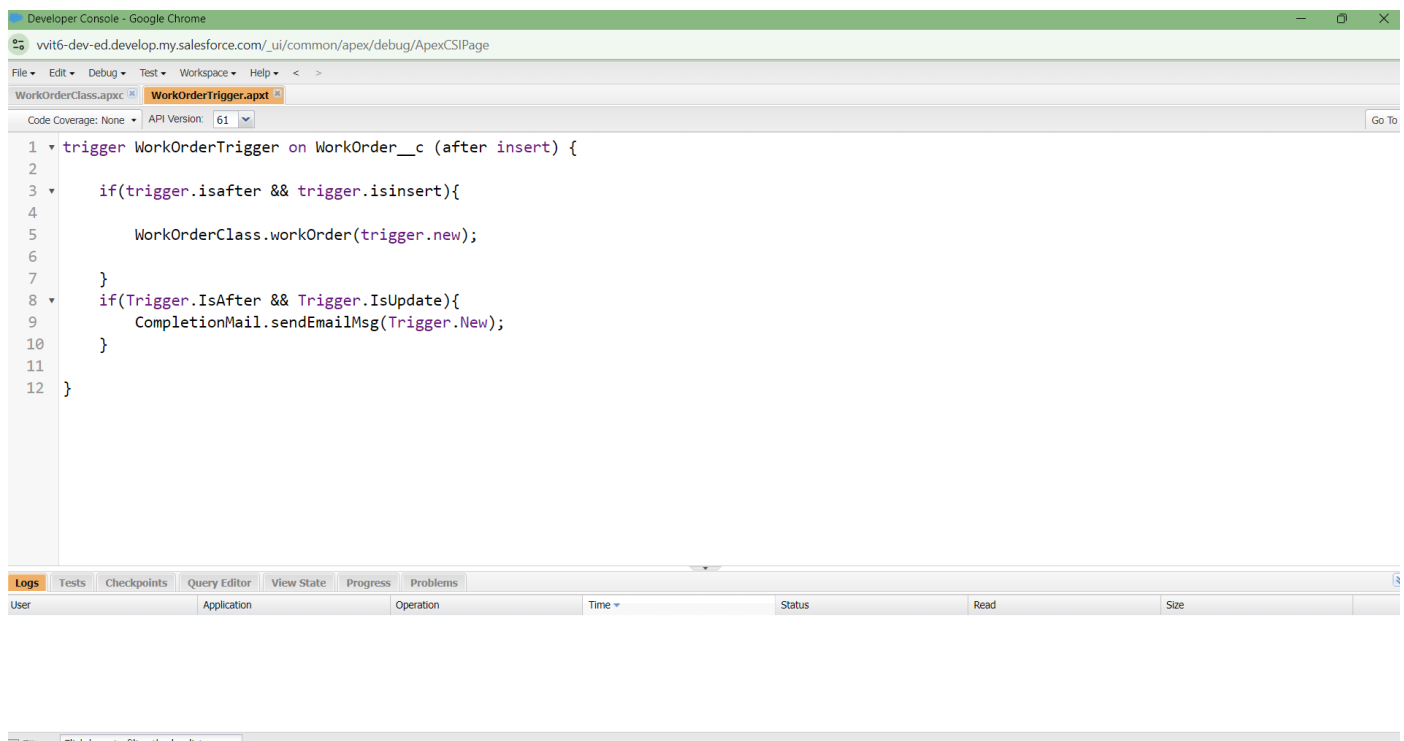 Developer Console - Google Chrome
vvit6-dev-ed.develop.my.salesforce.com/_ui/common/apex/debug/ApexCSIPage
File Edit Debug Test Workspace Help < >
WorkOrderClass.apxc WorkOrderTrigger.apxt
Code Coverage: None API Version: 61 Go To
1 trigger WorkOrderTrigger on WorkOrder__c (after insert) {
2
3 if(trigger.isafter && trigger.isinsert){
4
5 WorkOrderClass.workOrder(trigger.new);
6
7 }
8 if(Trigger.IsAfter && Trigger.IsUpdate){
9 CompletionMail.sendEmailMsg(Trigger.New);
10 }
11
12 }
Logs Tests Checkpoints Query Editor View State Progress Problems
User Application Operation Time Status Read Size